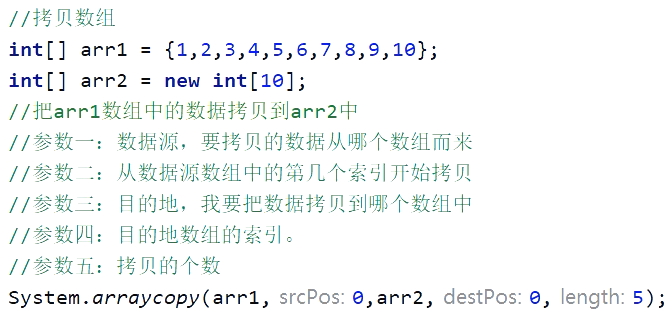 //拷贝数组
int[] arr1 = {1,2,3,4,5,6,7,8,9,10};
int[] arr2 = new int[10];
//把arr1数组中的数据拷贝到arr2中
//参数一：数据源，要拷贝的数据从哪个数组而来
//参数二：从数据源数组中的第几个索引开始拷贝
//参数三：目的地，我要把数据拷贝到哪个数组中
//参数四：目的地数组的索引。
//参数五：拷贝的个数
System.arraycopy(arr1, srcPos: 0,arr2, destPos: 0, length: 5);